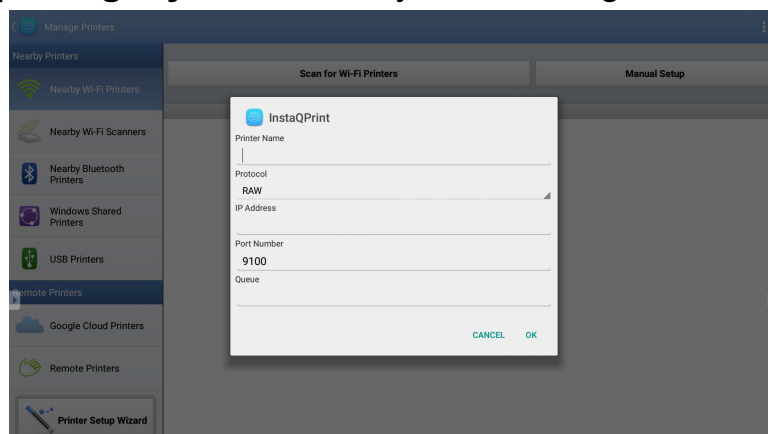 Manage Printers
Nearby Printers
Nearby Wi-Fi Printers
Nearby Wi-Fi Scanners
Nearby Bluetooth
Printers
Windows Shared
Printers
USB Printers
Remote Printers
Google Cloud Printers
Remote Printers
Printer Setup Wizard
Scan for Wi-Fi Printers
Manual Setup
InstaQPrint
Printer Name
Protocol
RAW
IP Address
Port Number
9100
Queue
CANCEL OK